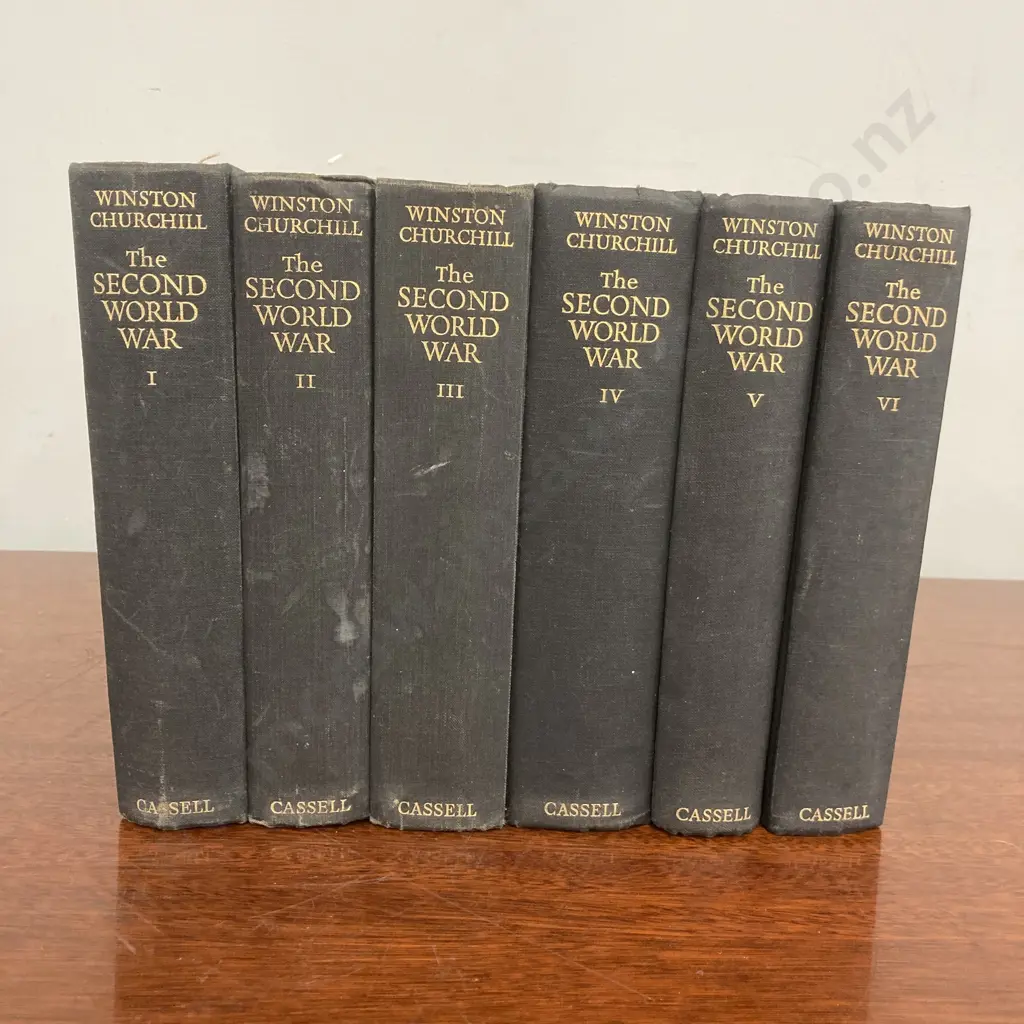 WINSTON
CHURCHILL
The
SECOND
WORLD
WAR
I
CASSELL
WINSTON
CHURCHILL
The
SECOND
WORLD
WAR
II
CASSELL
WINSTON
CHURCHILL
The
SECOND
WORLD
WAR
III
CASSELL
WINSTON
CHURCHILL
The
SECOND
WORLD
WAR
IV
CASSELL
WINSTON
CHURCHILL
The
SECOND
WORLD
WAR
V
CASSELL
WINSTON
CHURCHILL
The
SECOND
WORLD
WAR
VI
CASSELL